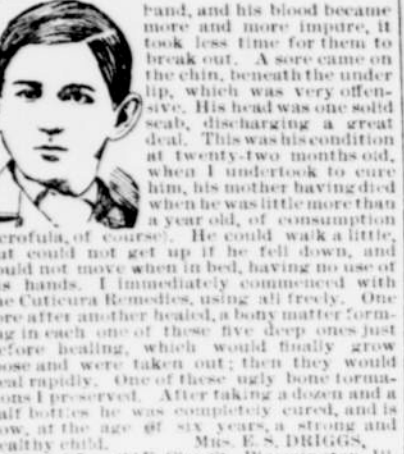 hand, and his blood became
more and more impure, it
took less time for them to
break out. A sore came on
the chin, beneath the under
lip, which was very offen-
sive. His head was one solid
scab, discharging a great
deal. This was his condition
at twenty-two months old,
when I undertook to cure
him, his mother having died
when he was little more than
a year old, of consumption
crofula, of course). He could walk a little,
ut could not get up if he fell down, and
ould not move when in bed, having no use of
is hands. I immediately commenced with
he Cuticura Remedies, using all freely. One
ore after another healed, a bony matter form-
ng in each one of these five deep ones just
efore healing, which would finally grow
oose and were taken out; then they would
eal rapidly. One of these ugly bone forma-
ions I preserved. After taking a dozen and a
alf bottles he was completely cured, and is
ow, at the age of six years, a strong and
ealthy child. MRS. E. S. DRIGGS,